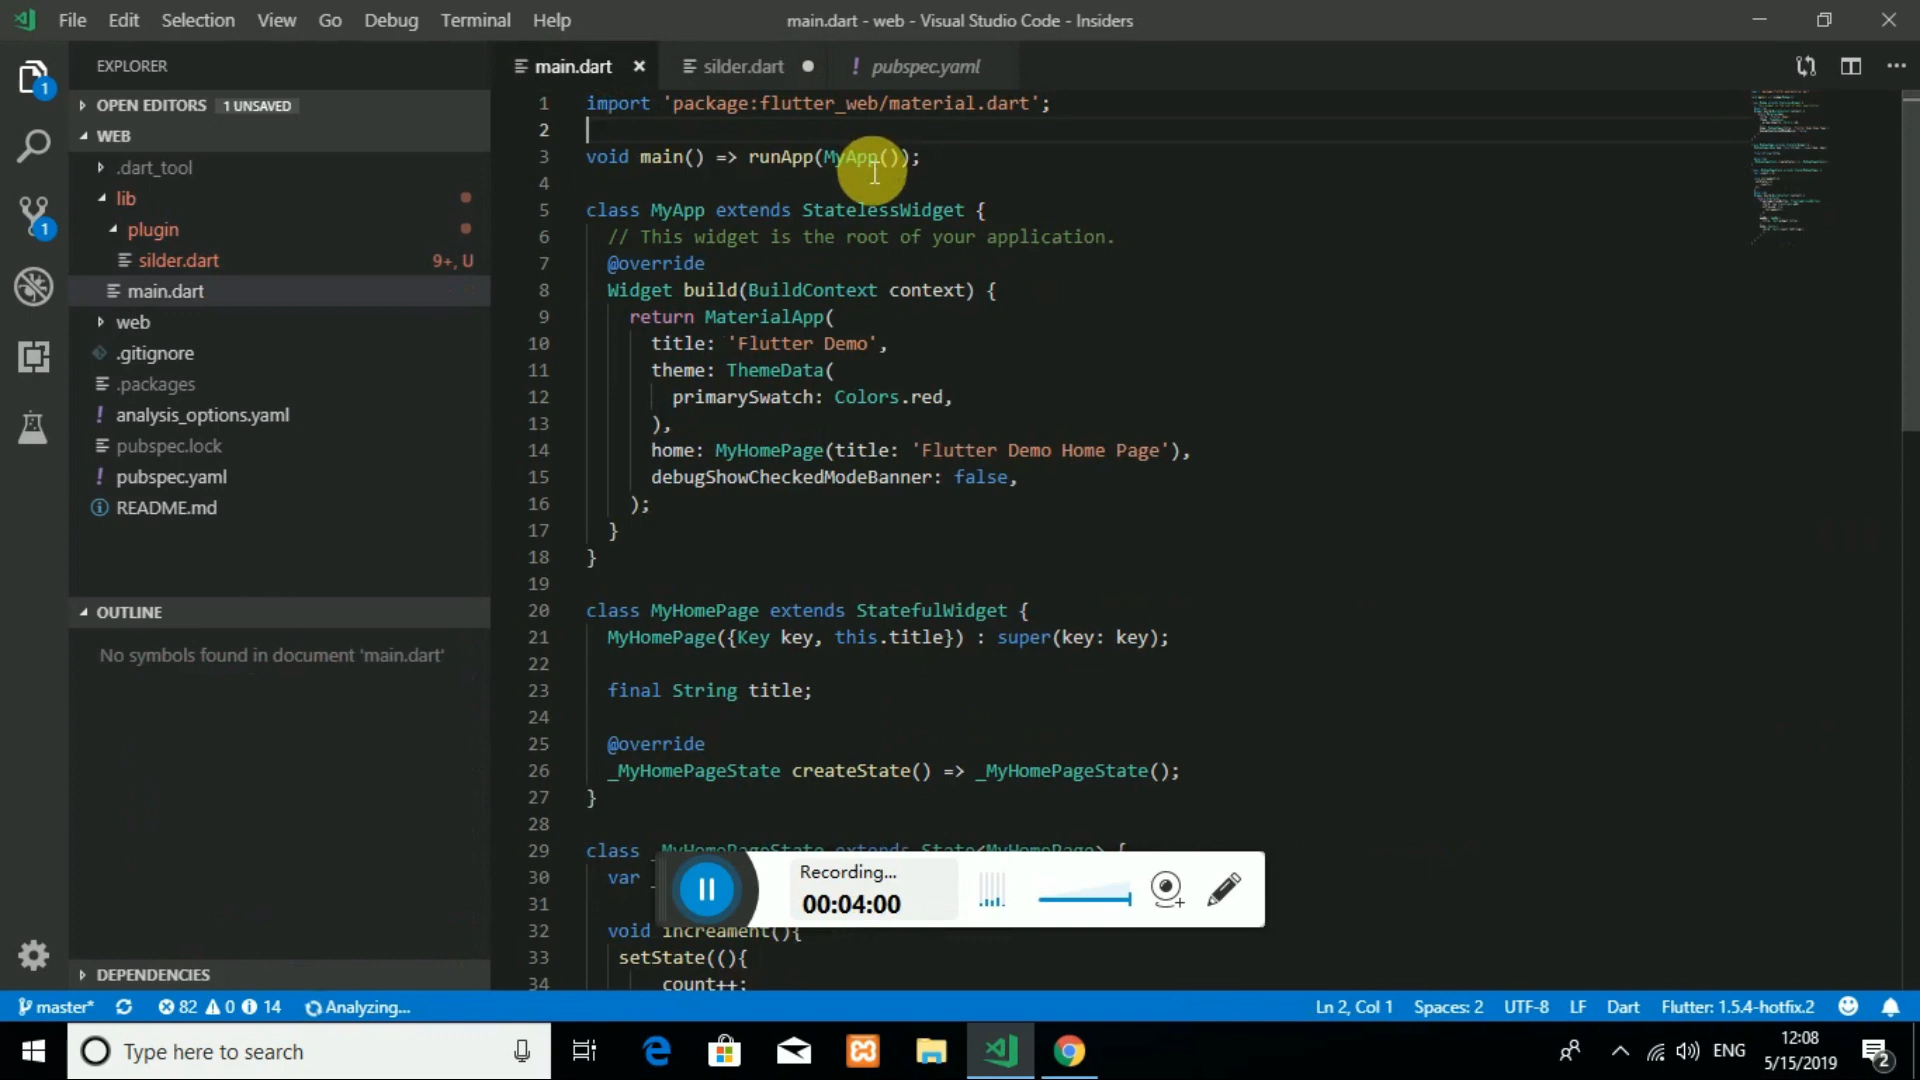 File Edit Selection View Go Debug Terminal Help
main.dart - web - Visual Studio Code - Insiders
EXPLORER
OPEN EDITORS 1 UNSAVED
WEB
.dart_tool
lib
plugin
silder.dart 9+, U
main.dart
web
.gitignore
.packages
analysis_options.yaml
pubspec.lock
pubspec.yaml
README.md
OUTLINE
No symbols found in document 'main.dart'
DEPENDENCIES
1
1
main.dart silder.dart pubspec.yaml
1 import 'package:flutter_web/material.dart';
2
3 void main() => runApp(MyApp());
4
5 class MyApp extends StatelessWidget {
6 // This widget is the root of your application.
7 @override
8 Widget build(BuildContext context) {
9 return MaterialApp(
10 title: 'Flutter Demo',
11 theme: ThemeData(
12 primarySwatch: Colors.red,
13 ),
14 home: MyHomePage(title: 'Flutter Demo Home Page'),
15 debugShowCheckedModeBanner: false,
16 );
17 }
18 }
19
20 class MyHomePage extends StatefulWidget {
21 MyHomePage({Key key, this.title}) : super(key: key);
22
23 final String title;
24
25 @override
26 _MyHomePageState createState() => _MyHomePageState();
27 }
28
29 class _MyHomePageState extends State<MyHomePage> {
30 var
31
32 void increament(){
33 setState((){
34 count++;
Recording...
00:04:00
master* 82 0 14 Analyzing...
Ln 2, Col 1 Spaces: 2 UTF-8 LF Dart Flutter: 1.5.4-hotfix.2
Type here to search
ENG
12:08
5/15/2019
2